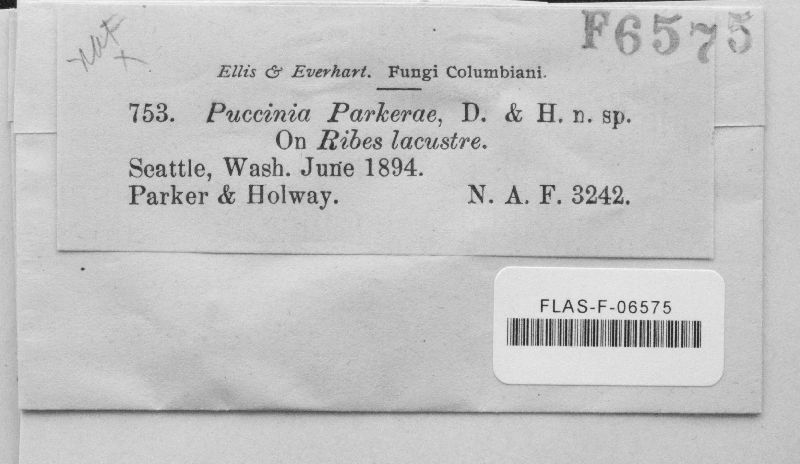 F6575
Ellis & Everhart. Fungi Columbiani.
753. Puccinia Parkerae, D. & H. n. sp.
On Ribes lacustre.
Seattle, Wash. June 1894.
Parker & Holway. N. A. F. 3242.
FLAS-F-06575